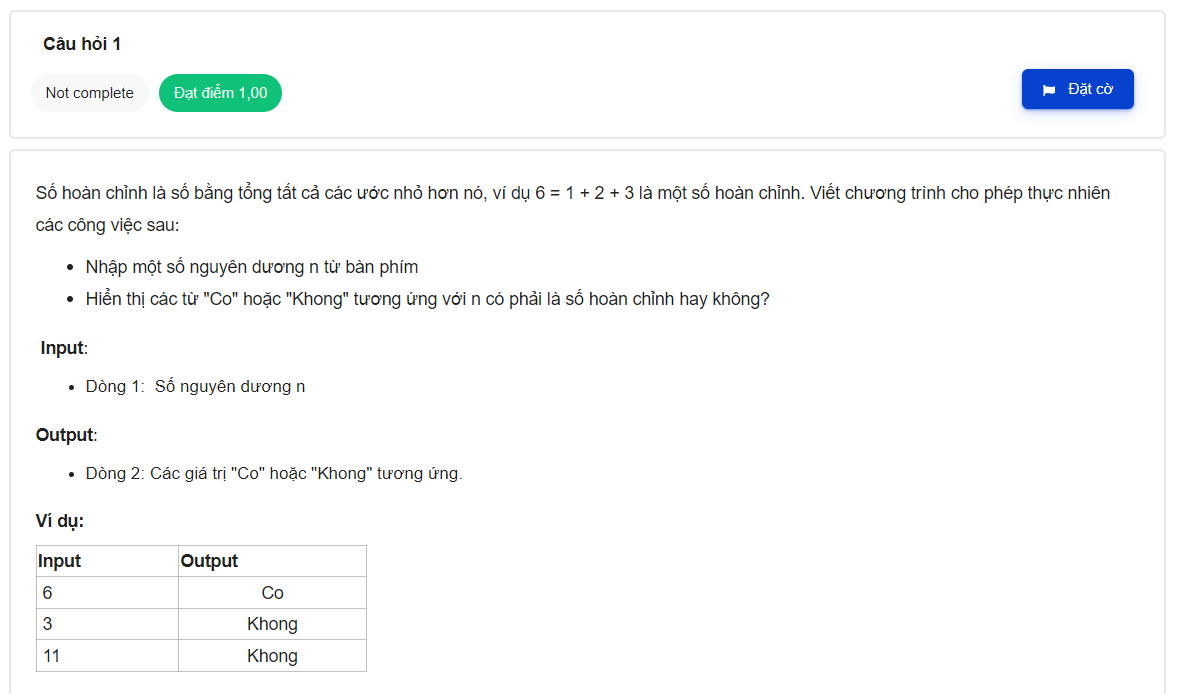 Câu hỏi 1
Not complete
Đạt điểm 1,00
Đặt cờ
Số hoàn chỉnh là số bằng tổng tất cả các ước nhỏ hơn nó, ví dụ 6 = 1 + 2 + 3 là một số hoàn chỉnh. Viết chương trình cho phép thực nhiên
các công việc sau:
Nhập một số nguyên dương n từ bàn phím
Hiển thị các từ "Co" hoặc "Khong" tương ứng với n có phải là số hoàn chỉnh hay không?
Input:
Dòng 1: Số nguyên dương n
Output:
Dòng 2: Các giá trị "Co" hoặc "Khong" tương ứng.
Ví dụ:
Input Output
6 Co
3 Khong
11 Khong